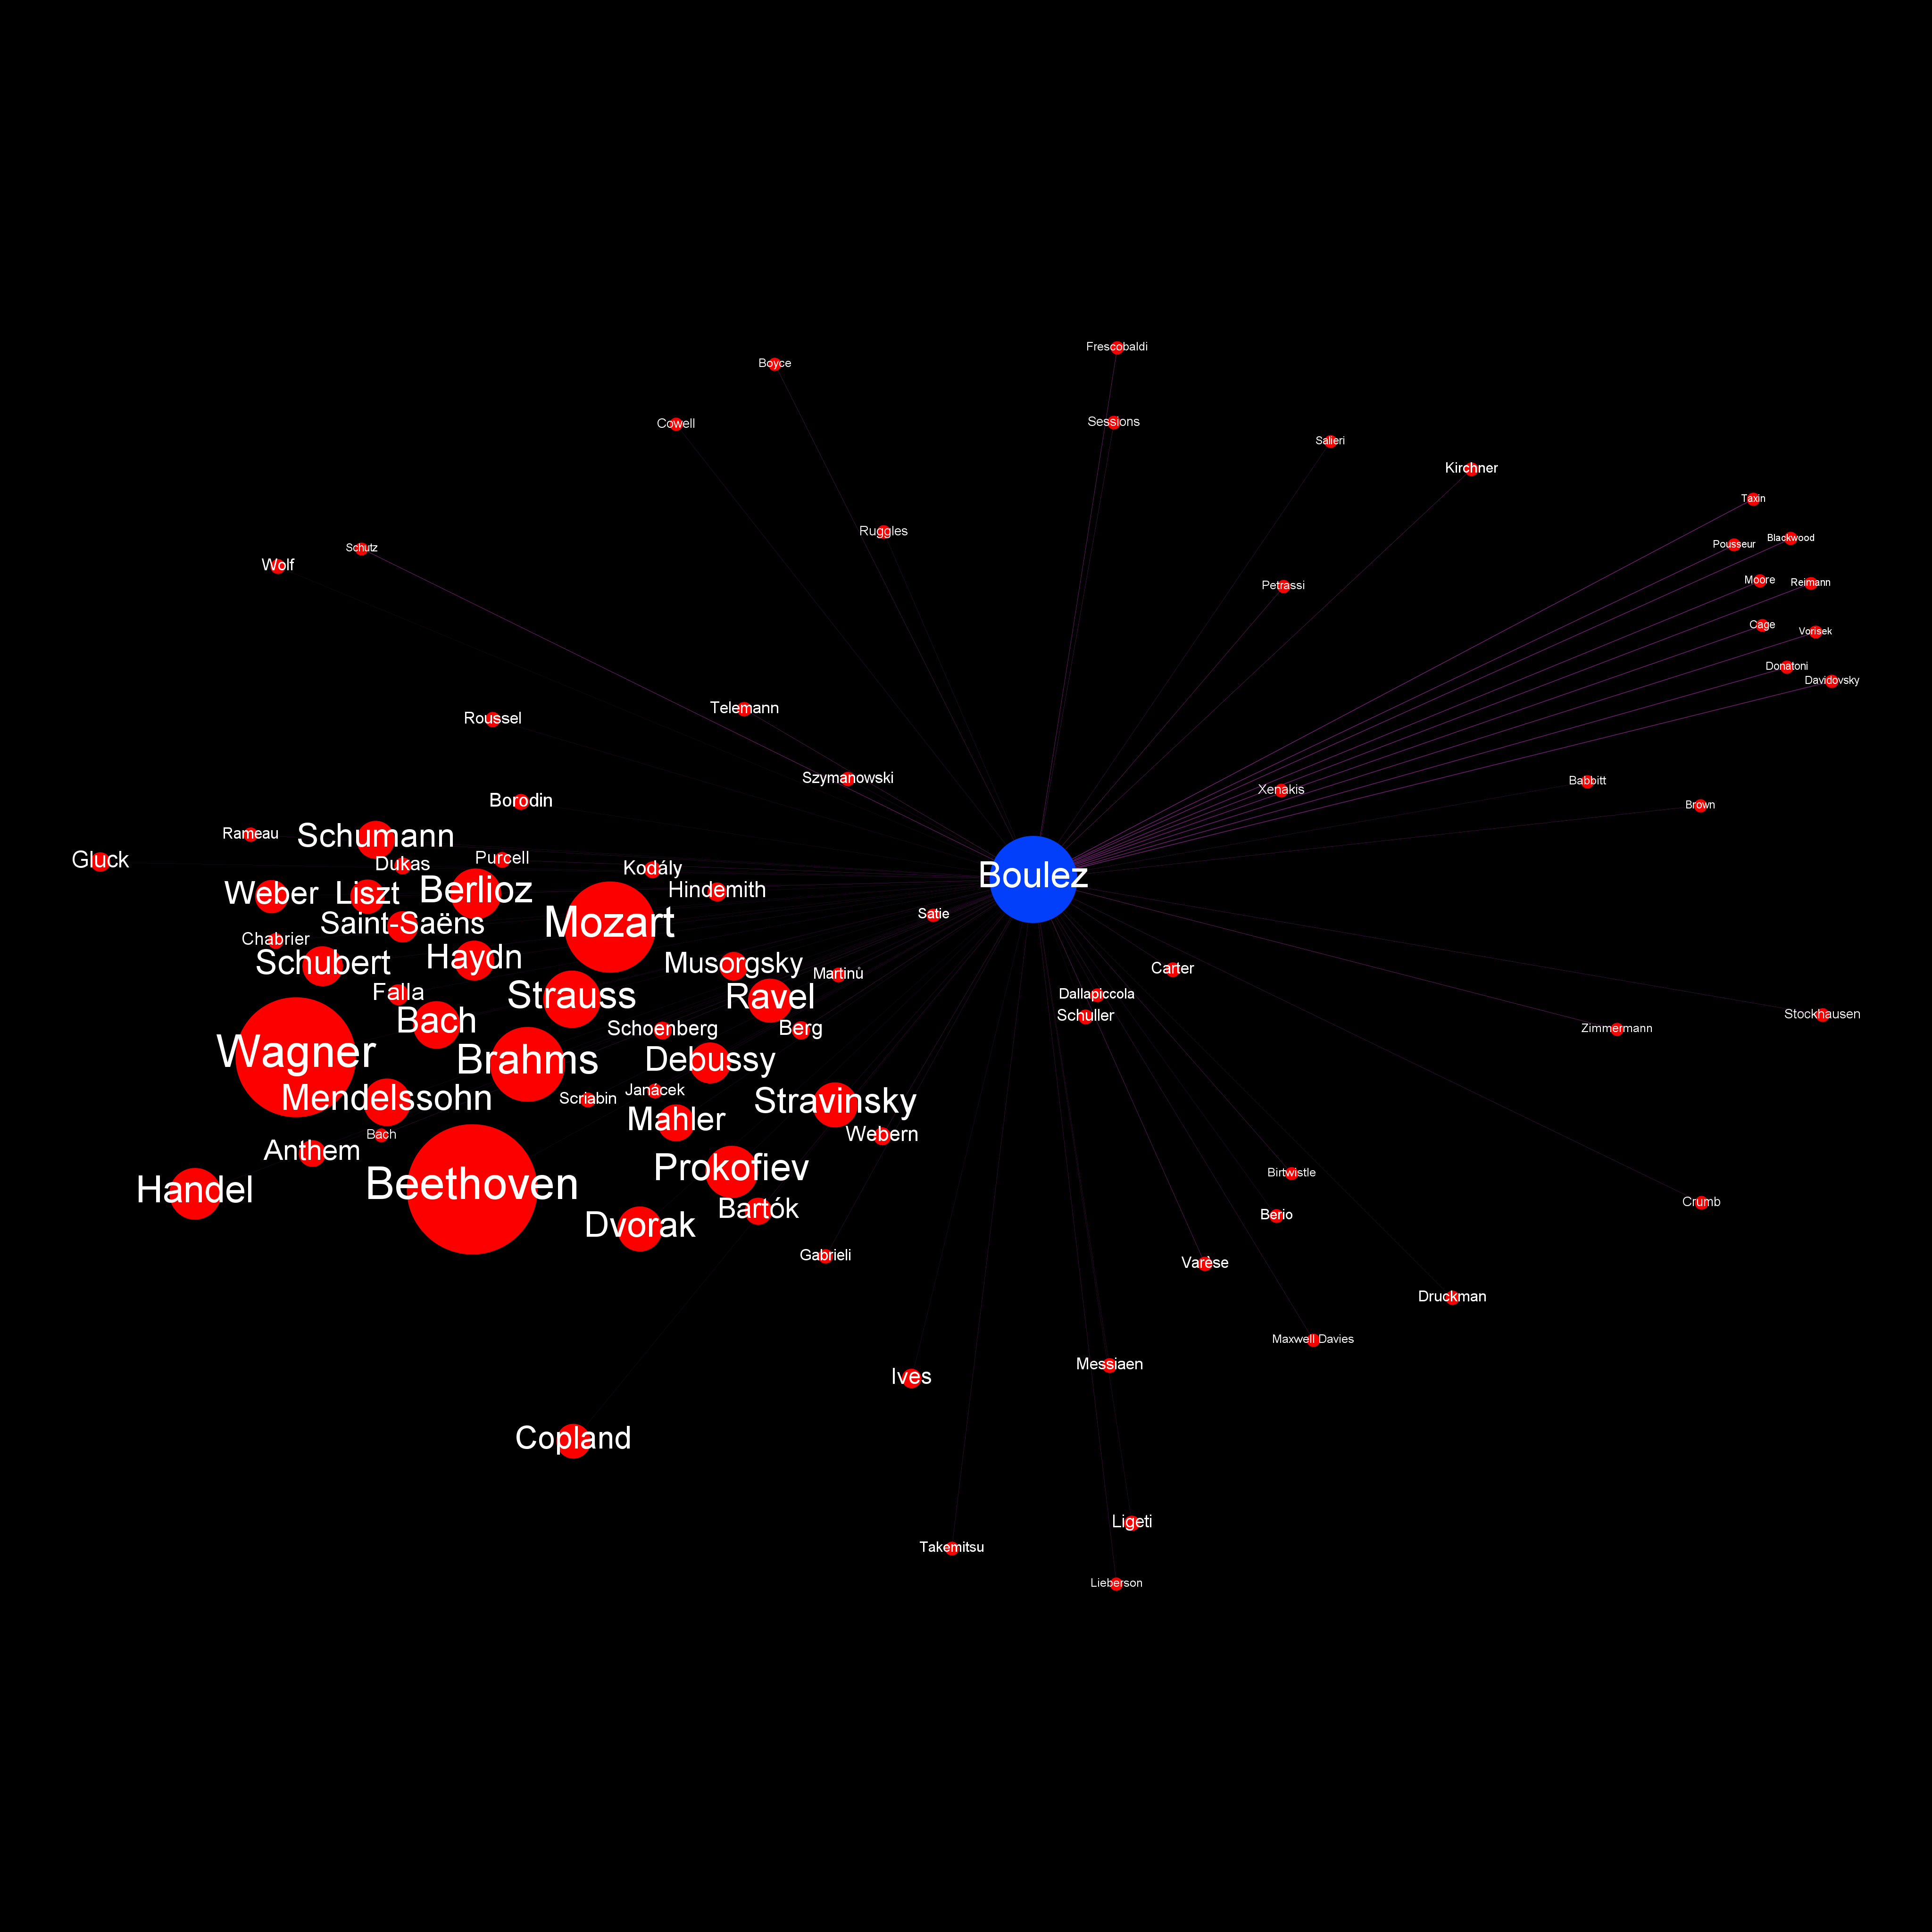 Frescobaldi
Boyce
Cowell
Sessions
Salieri
Kirchner
Taxin
Ruggles
Blackwood
Pousseur
Schutz
Wolf
Petrassi
Moore
Reimann
Cage
Vorisek
Donatoni
Davidovsky
Telemann
Roussel
Szymanowski
Xenakis
Babbitt
Borodin
Brown
Rameau
Schumann
Gluck
Dukas
Purcell
Kodály
Boulez
Weber
Liszt
Berlioz
Hindemith
Mozart
Satie
Saint-Saëns
Chabrier
Schubert
Haydn
Musorgsky
Martinů
Carter
Falla
Strauss
Ravel
Dallapiccola
Bach
Schoenberg
Berg
Schuller
Stockhausen
Zimmermann
Wagner
Brahms
Debussy
Mendelssohn
Scriabin
Janácek
Stravinsky
Mahler
Bach
Webern
Anthem
Prokofiev
Birtwistle
Handel
Beethoven
Bartók
Berio
Crumb
Dvorak
Gabrieli
Varèse
Druckman
Maxwell Davies
Ives
Messiaen
Copland
Ligeti
Takemitsu
Lieberson